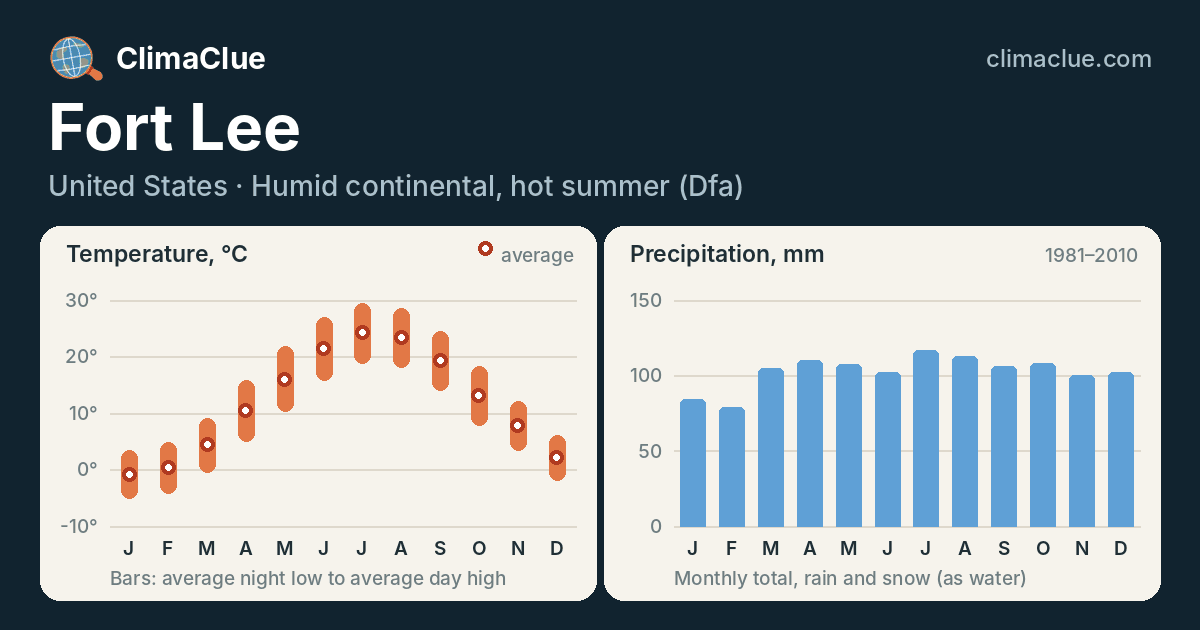 ClimaClue
climaclue.com
Fort Lee
United States · Humid continental, hot summer (Dfa)
Temperature, °C
average
30°
20°
10°
0°
-10°
J F M A M J J A S O N D
Bars: average night low to average day high
Precipitation, mm
1981–2010
150
100
50
0
J F M A M J J A S O N D
Monthly total, rain and snow (as water)